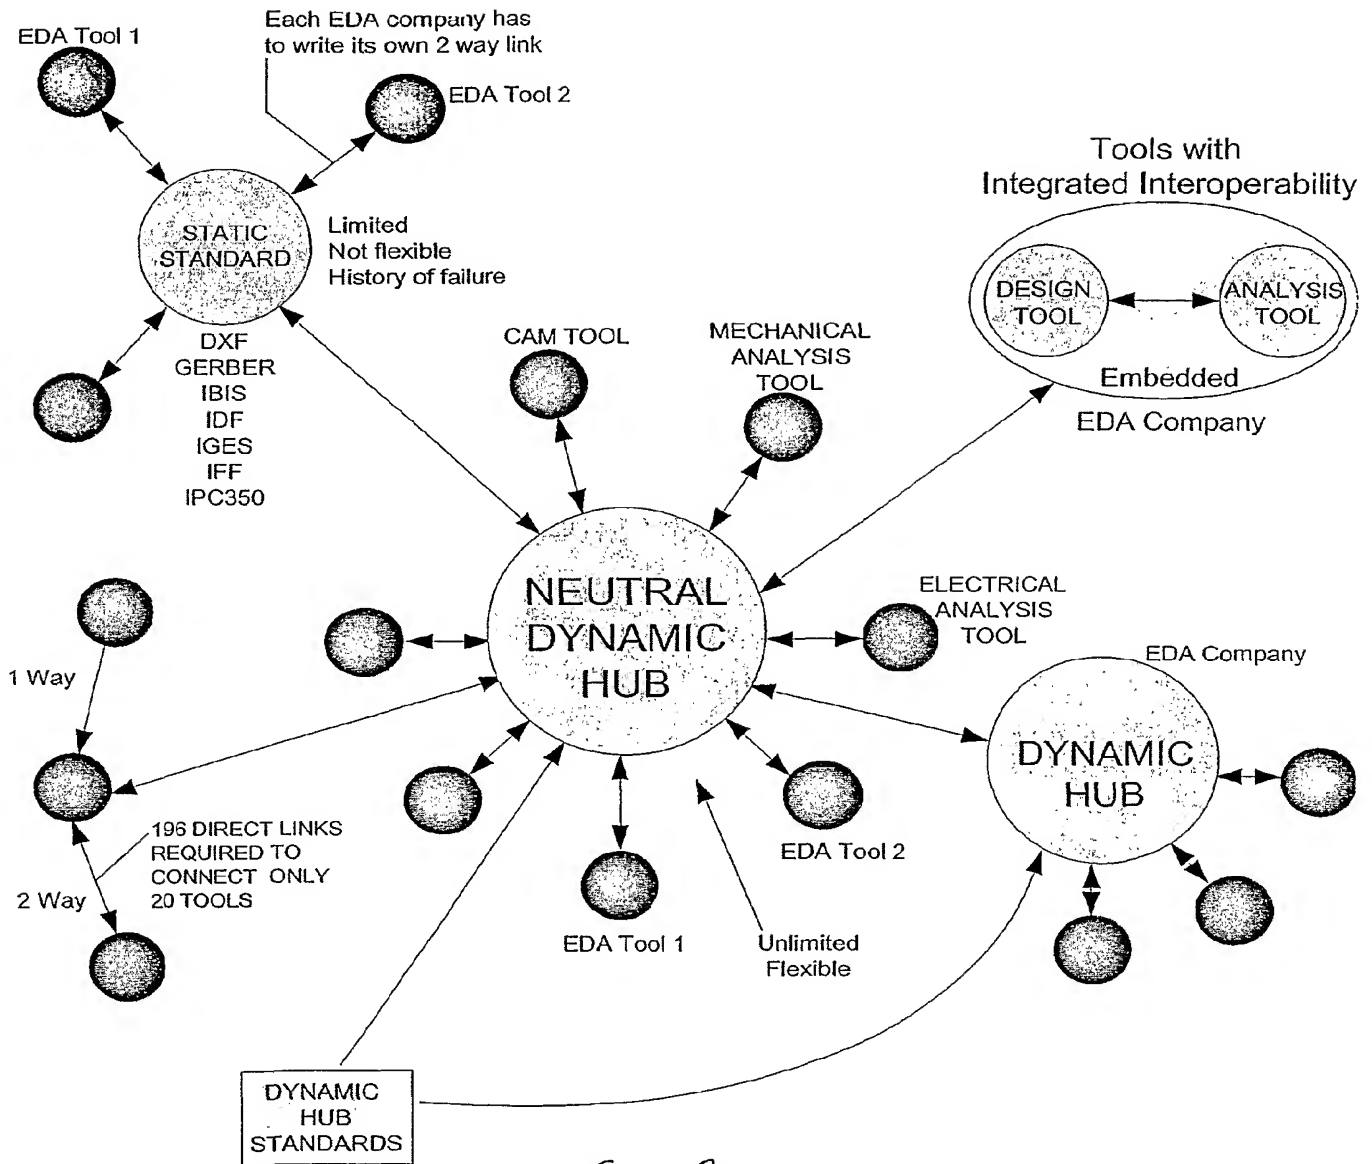 Each EDA company has
to write its own 2 way link
EDA Tool 1
EDA Tool 2
STATIC
STANDARD
Limited
Not flexible
History of failure
DXF
GERBER
IBIS
IDF
IGES
IFF
IPC350
Tools with
Integrated Interoperability
DESIGN
TOOL
ANALYSIS
TOOL
Embedded
EDA Company
CAM TOOL
MECHANICAL
ANALYSIS
TOOL
NEUTRAL
DYNAMIC
HUB
ELECTRICAL
ANALYSIS
TOOL
EDA Company
DYNAMIC
HUB
1 Way
196 DIRECT LINKS
REQUIRED TO
CONNECT ONLY
20 TOOLS
2 Way
EDA Tool 2
EDA Tool 1
Unlimited
Flexible
DYNAMIC
HUB
STANDARDS